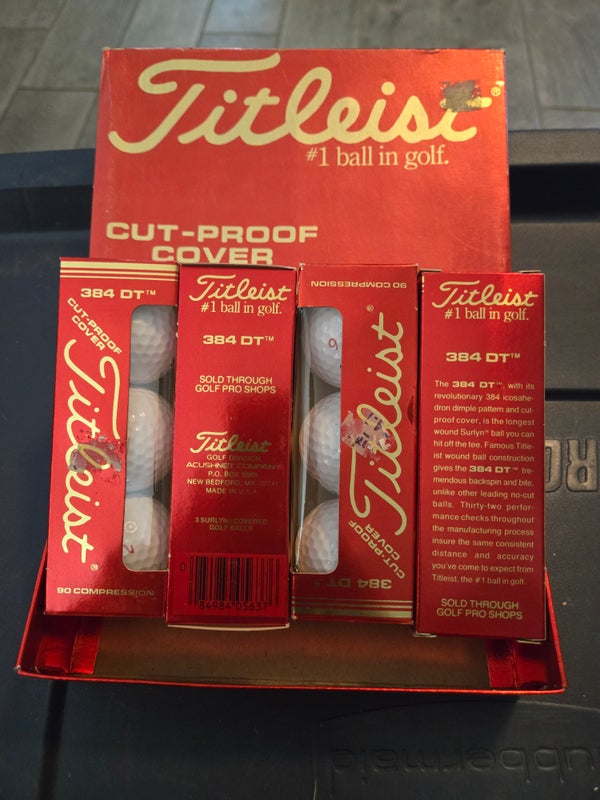 Titleist®
#1 ball in golf.
CUT-PROOF
COVER
384 DT™
CUT-PROOF
COVER
Titleist®
90 COMPRESSION
Titleist
#1 ball in golf.
384 DT™
SOLD THROUGH
GOLF PRO SHOPS
Titleist
GOLF DIVISION
ACUSHNET COMPANY
P.O. BOX B965
NEW BEDFORD, MA. 02741
MADE IN U.S.A.
3 SURLYN® COVERED
GOLF BALLS
0
84984 05637
90 COMPRESSION
Titleist®
CUT-PROOF
COVER
384 DT™
Titleist®
#1 ball in golf.
384 DT™
The 384 DT™, with its
revolutionary 384 icosahe-
dron dimple pattern and cut-
proof cover, is the longest
wound Surlyn® ball you can
hit off the tee. Famous Title-
ist wound ball construction
gives the 384 DT™ tre-
mendous backspin and bite,
unlike other leading no-cut
balls. Thirty-two perfor-
mance checks throughout
the manufacturing process
insure the same consistent
distance and accuracy
you've come to expect from
Titleist, the #1 ball in golf.
SOLD THROUGH
GOLF PRO SHOPS